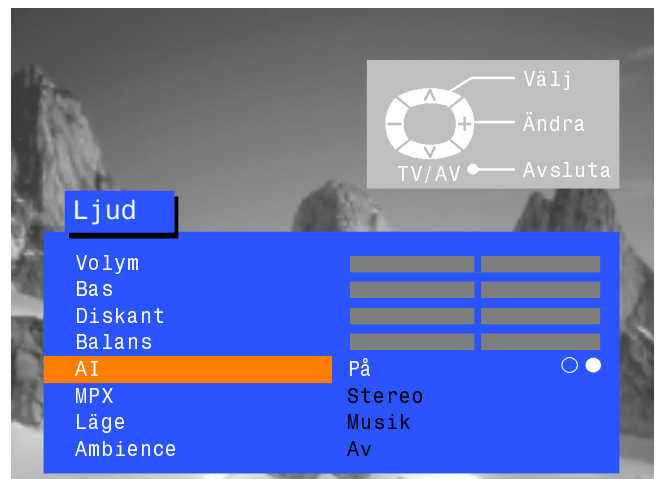 Välj
Ändra
TV/AV Avsluta
Ljud
Volym
Bas
Diskant
Balans
AI På
MPX Stereo
Läge Musik
Ambience Av